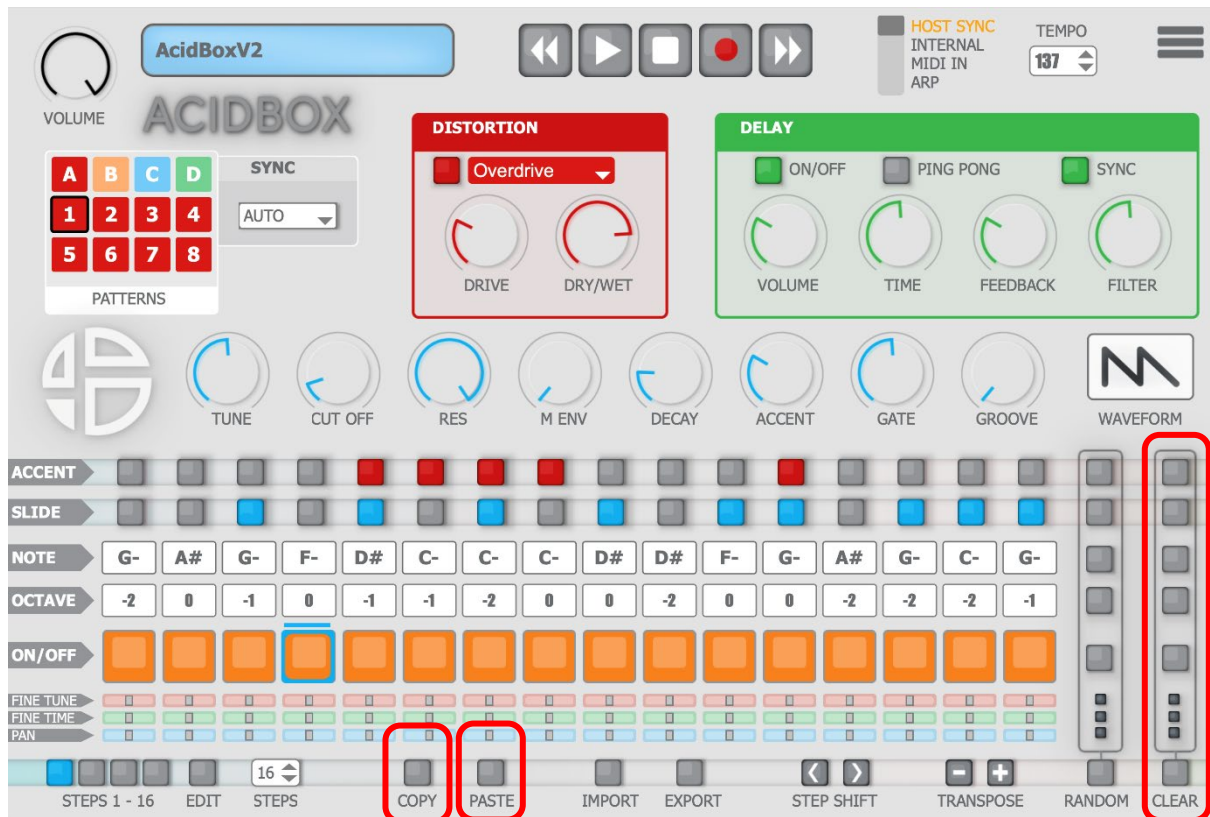 AcidBoxV2
HOST SYNC
INTERNAL
MIDI IN
ARP
TEMPO
137
VOLUME
ACIDBOX
A B C D
1 2 3 4
5 6 7 8
PATTERNS
SYNC
AUTO
DISTORTION
Overdrive
DRIVE DRY/WET
DELAY
ON/OFF PING PONG SYNC
VOLUME TIME FEEDBACK FILTER
TUNE CUT OFF RES M ENV DECAY ACCENT GATE GROOVE WAVEFORM
ACCENT
SLIDE
NOTE G- A# G- F- D# C- C- C- D# D# F- G- A# G- C- G-
OCTAVE -2 0 -1 0 -1 -1 -2 0 0 -2 0 0 -2 -2 -2 -1
ON/OFF
FINE TUNE
FINE TIME
PAN
16
STEPS 1 - 16 EDIT STEPS COPY PASTE IMPORT EXPORT STEP SHIFT TRANSPOSE RANDOM CLEAR